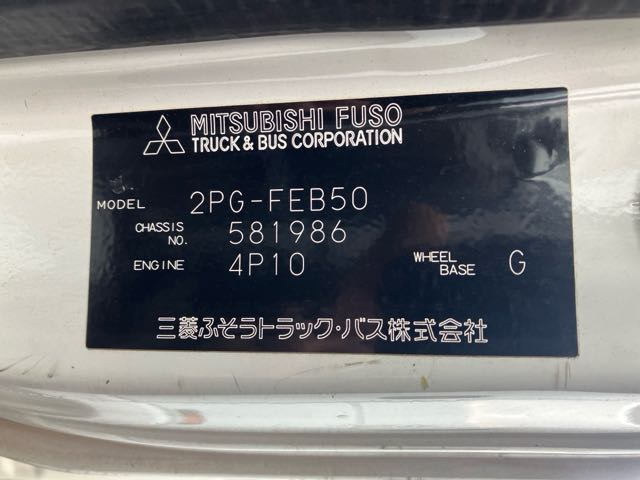 MITSUBISHI FUSO
TRUCK & BUS CORPORATION
MODEL 2PG-FEB50
CHASSIS NO. 581986
ENGINE 4P10 WHEEL BASE G
三菱ふそうトラック・バス株式会社